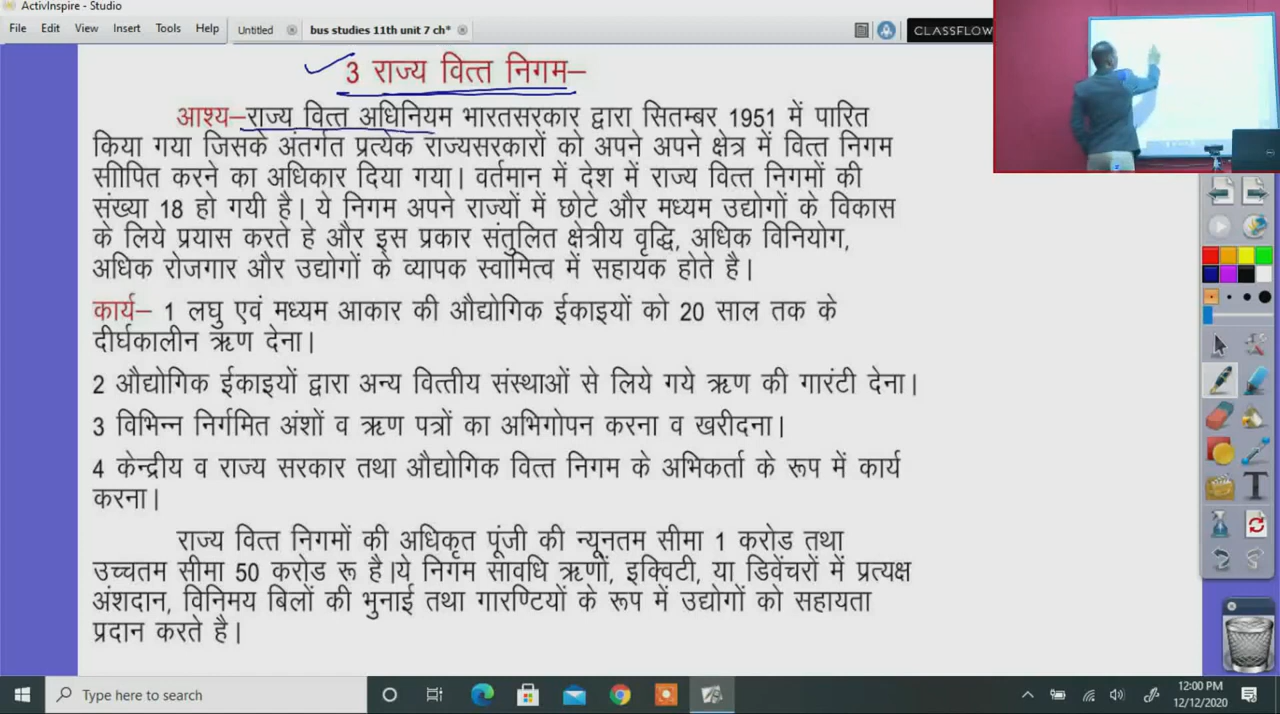 ActivInspire - Studio
File Edit View Insert Tools Help Untitled bus studies 11th unit 7 ch* CLASSFLOW
3 राज्य वित्त निगम–
आश्य–राज्य वित्त अधिनियम भारतसरकार द्वारा सितम्बर 1951 में पारित
किया गया जिसके अंतर्गत प्रत्येक राज्यसरकारों को अपने अपने क्षेत्र में वित्त निगम
सीापित करने का अधिकार दिया गया। वर्तमान में देश में राज्य वित्त निगमों की
संख्या 18 हो गयी है। ये निगम अपने राज्यों में छोटे और मध्यम उद्योगों के विकास
के लिये प्रयास करते हे और इस प्रकार संतुलित क्षेत्रीय वृद्धि, अधिक विनियोग,
अधिक रोजगार और उद्योगों के व्यापक स्वामित्व में सहायक होते है।
कार्य– 1 लघु एवं मध्यम आकार की औद्योगिक ईकाइयों को 20 साल तक के
दीर्घकालीन ऋण देना।
2 औद्योगिक ईकाइयों द्वारा अन्य वित्तीय संस्थाओं से लिये गये ऋण की गारंटी देना।
3 विभिन्न निर्गमित अंशों व ऋण पत्रों का अभिगोपन करना व खरीदना।
4 केन्द्रीय व राज्य सरकार तथा औद्योगिक वित्त निगम के अभिकर्ता के रूप में कार्य
करना।
राज्य वित्त निगमों की अधिकृत पूंजी की न्यूनतम सीमा 1 करोड तथा
उच्चतम सीमा 50 करोड रू है।ये निगम सावधि ऋणों, इक्विटी, या डिवेंचरों में प्रत्यक्ष
अंशदान, विनिमय बिलों की भुनाई तथा गारण्टियों के रूप में उद्योगों को सहायता
प्रदान करते है।
Type here to search
12:00 PM
12/12/2020